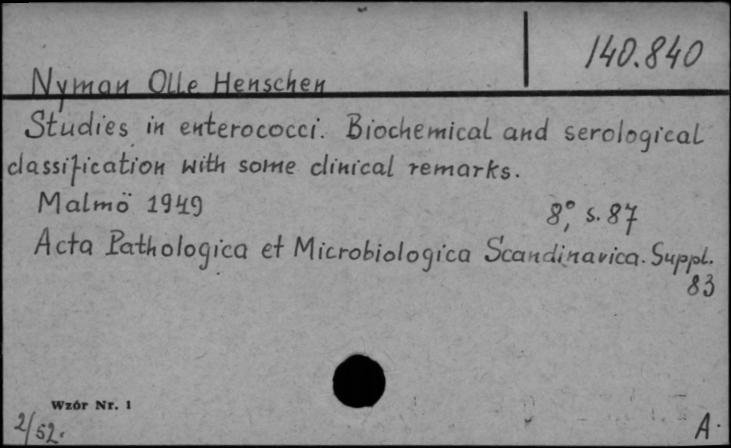 140.840
Nyman Olle Henschen
Studies in enterococci. Biochemical and serological
classification with some clinical remarks.
Malmö 1949 8°, s. 87
Acta Pathologica et Microbiologica Scandinavica. Suppl.
83
Wzór Nr. 1
2/52. A.